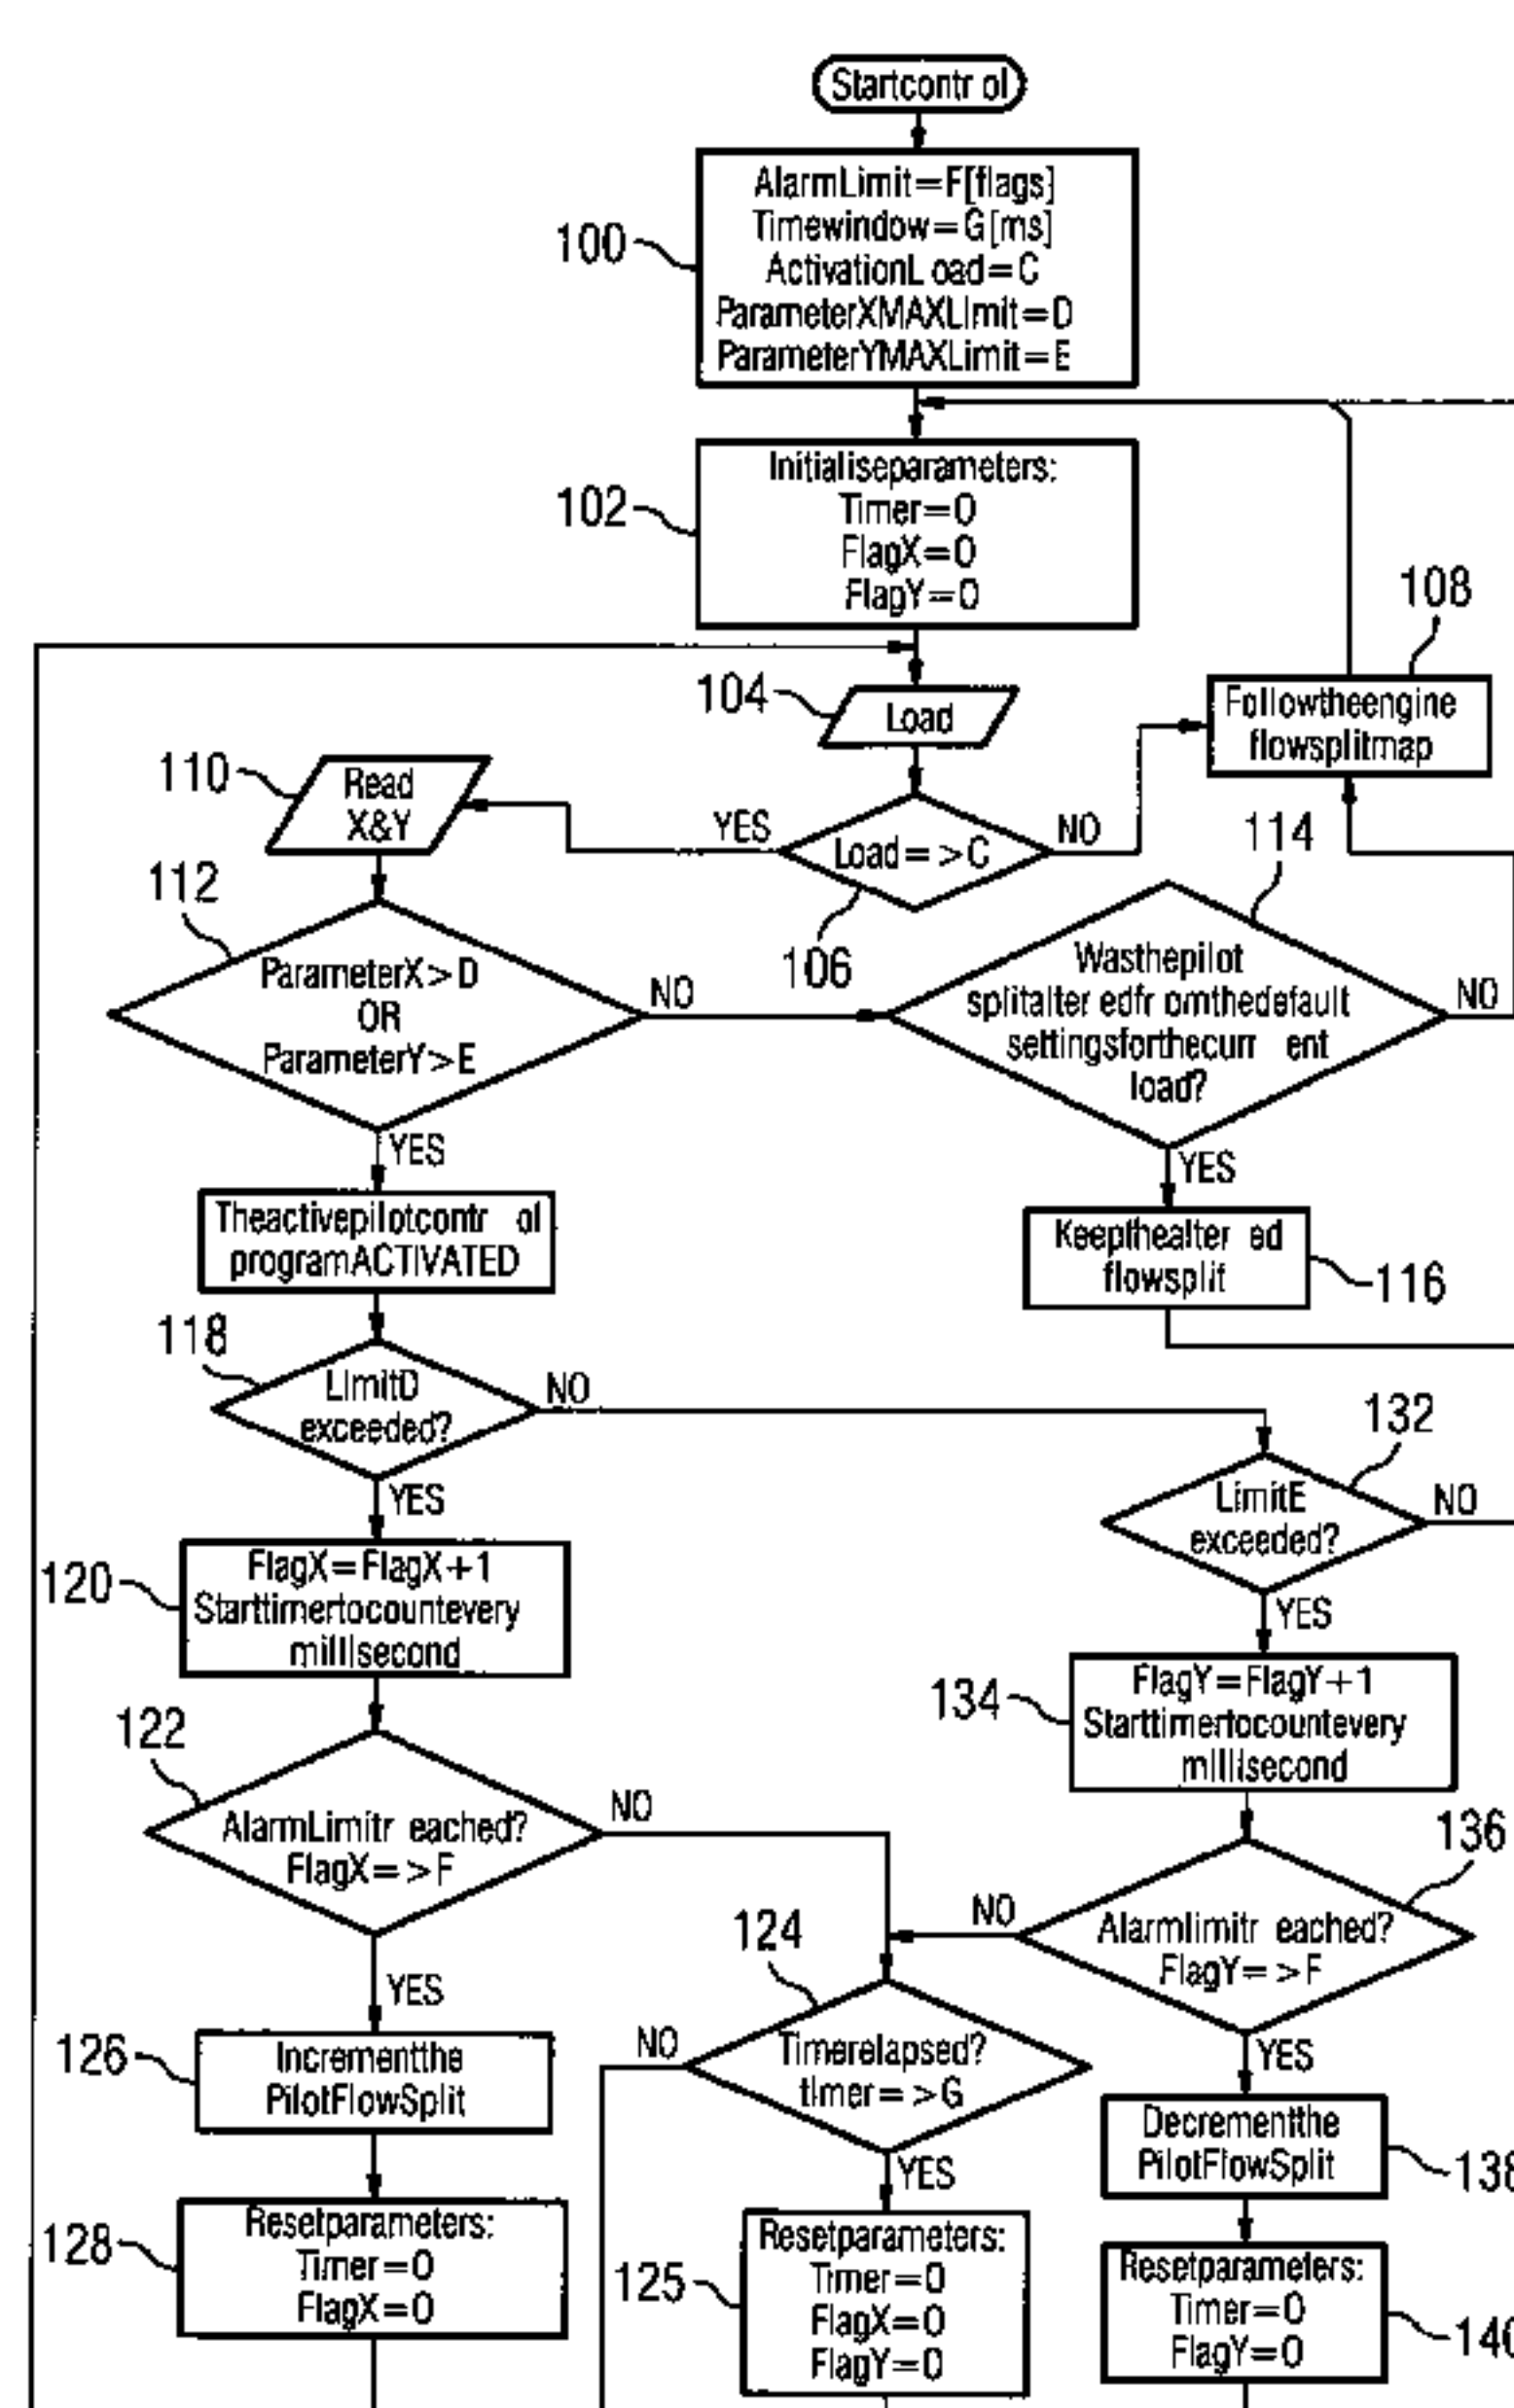 Startcontr ol
AlarmLimit=F[flags]
Timewindow=G[ms]
ActivationL oad=C
ParameterXMAXLimit=D
ParameterYMAXLimit=E
100
Initialiseparameters:
Timer=0
FlagX=0
FlagY=0
102
108
104
Load
Followtheengine
flowsplitmap
110
Read
X&Y
YES
Load=>C
NO
106
114
112
ParameterX>D
OR
ParameterY>E
NO
Wasthepilot
splitalter edfr omthedefault
settingsforthecurr ent
load?
NO
YES
YES
Theactivepilotcontr ol
programACTIVATED
Keepthealter ed
flowsplit
116
118
LimitD
exceeded?
NO
132
LimitE
exceeded?
NO
YES
YES
120
FlagX=FlagX+1
Starttimertocountevery
millisecond
134
FlagY=FlagY+1
Starttimertocountevery
millisecond
122
AlarmLimitr eached?
FlagX=>F
NO
136
Alarmlimitr eached?
FlagY=>F
NO
124
Timerelapsed?
timer=>G
NO
YES
YES
YES
126
Incrementthe
PilotFlowSplit
Decrementthe
PilotFlowSplit
138
128
Resetparameters:
Timer=0
FlagX=0
125
Resetparameters:
Timer=0
FlagX=0
FlagY=0
Resetparameters:
Timer=0
FlagY=0
140